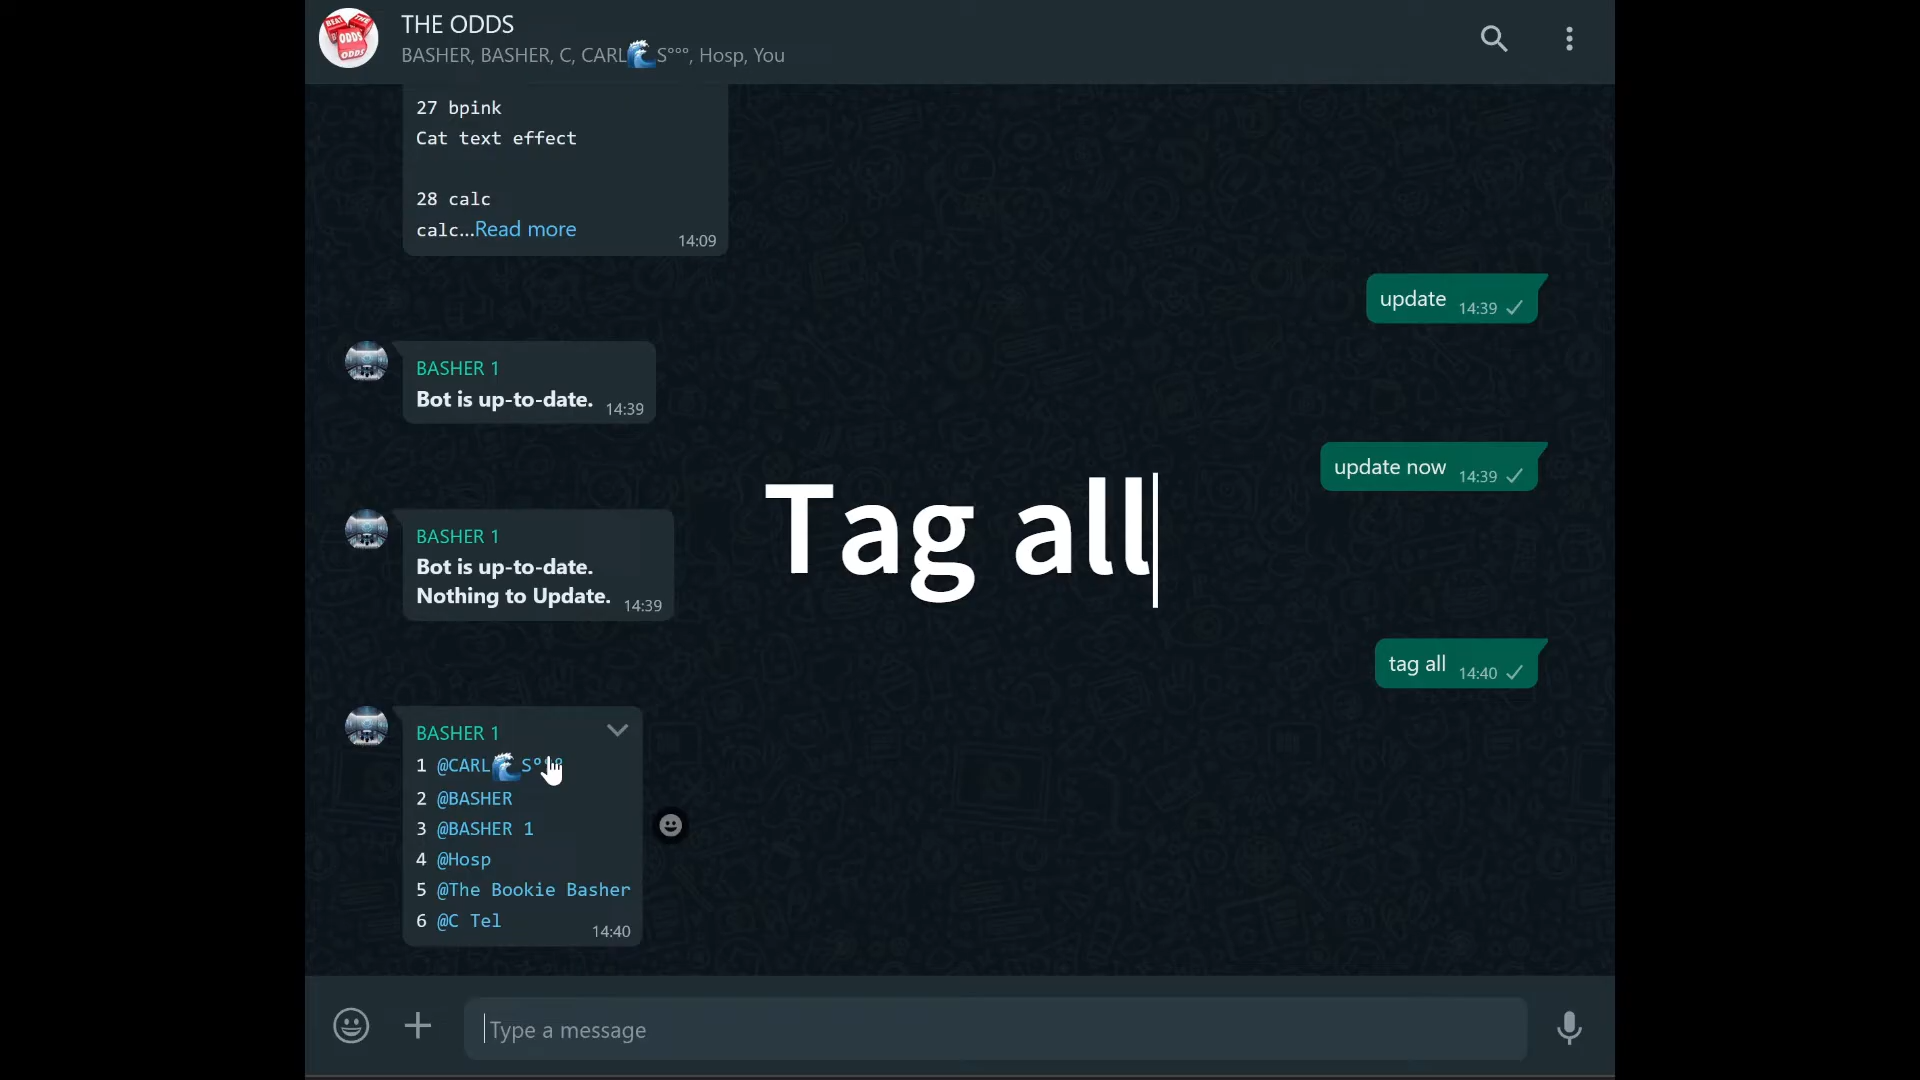 THE ODDS
BASHER, BASHER, C, CARL🌊S°°°, Hosp, You
BEAT THE ODDS
27 bpink
Cat text effect
28 calc
calc...Read more
14:09
update 14:39
BASHER 1
Bot is up-to-date. 14:39
update now 14:39
BASHER 1
Bot is up-to-date.
Nothing to Update. 14:39
Tag all
tag all 14:40
BASHER 1
1 @CARL🌊S°°°
2 @BASHER
3 @BASHER 1
4 @Hosp
5 @The Bookie Basher
6 @C Tel
14:40
Type a message